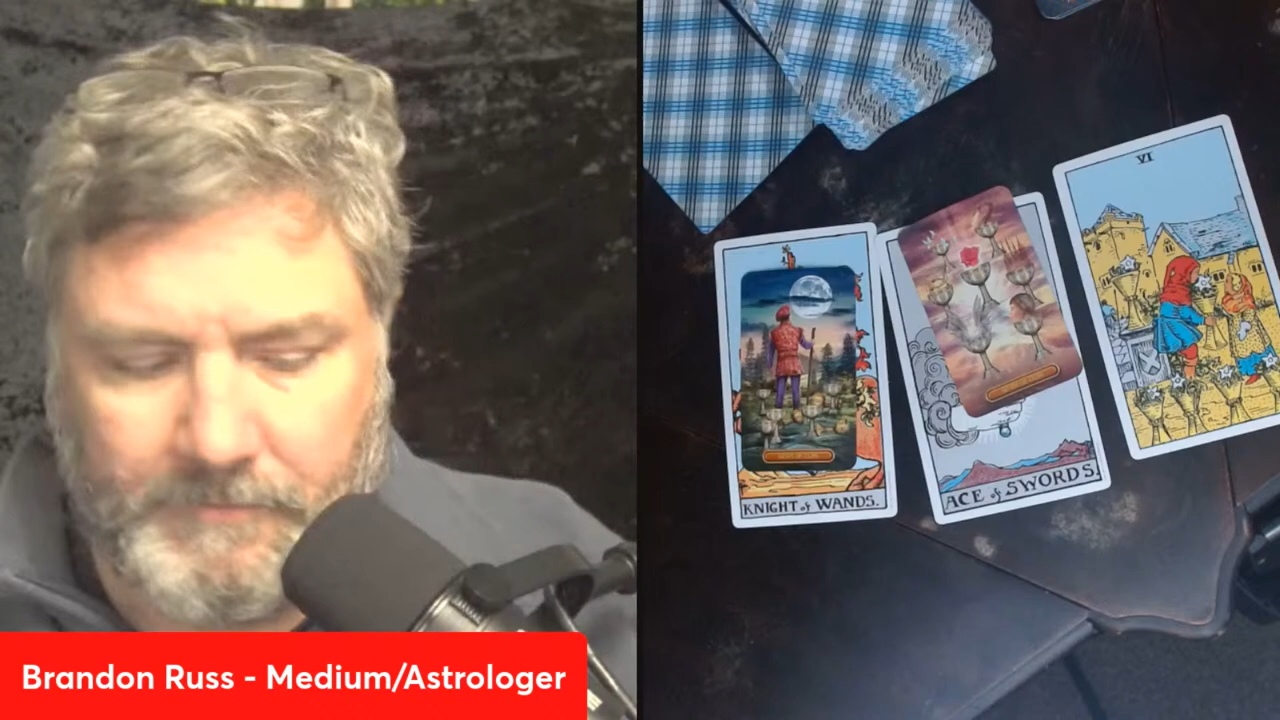 Brandon Russ - Medium/Astrologer
KNIGHT of WANDS.
ACE of SWORDS.
VI